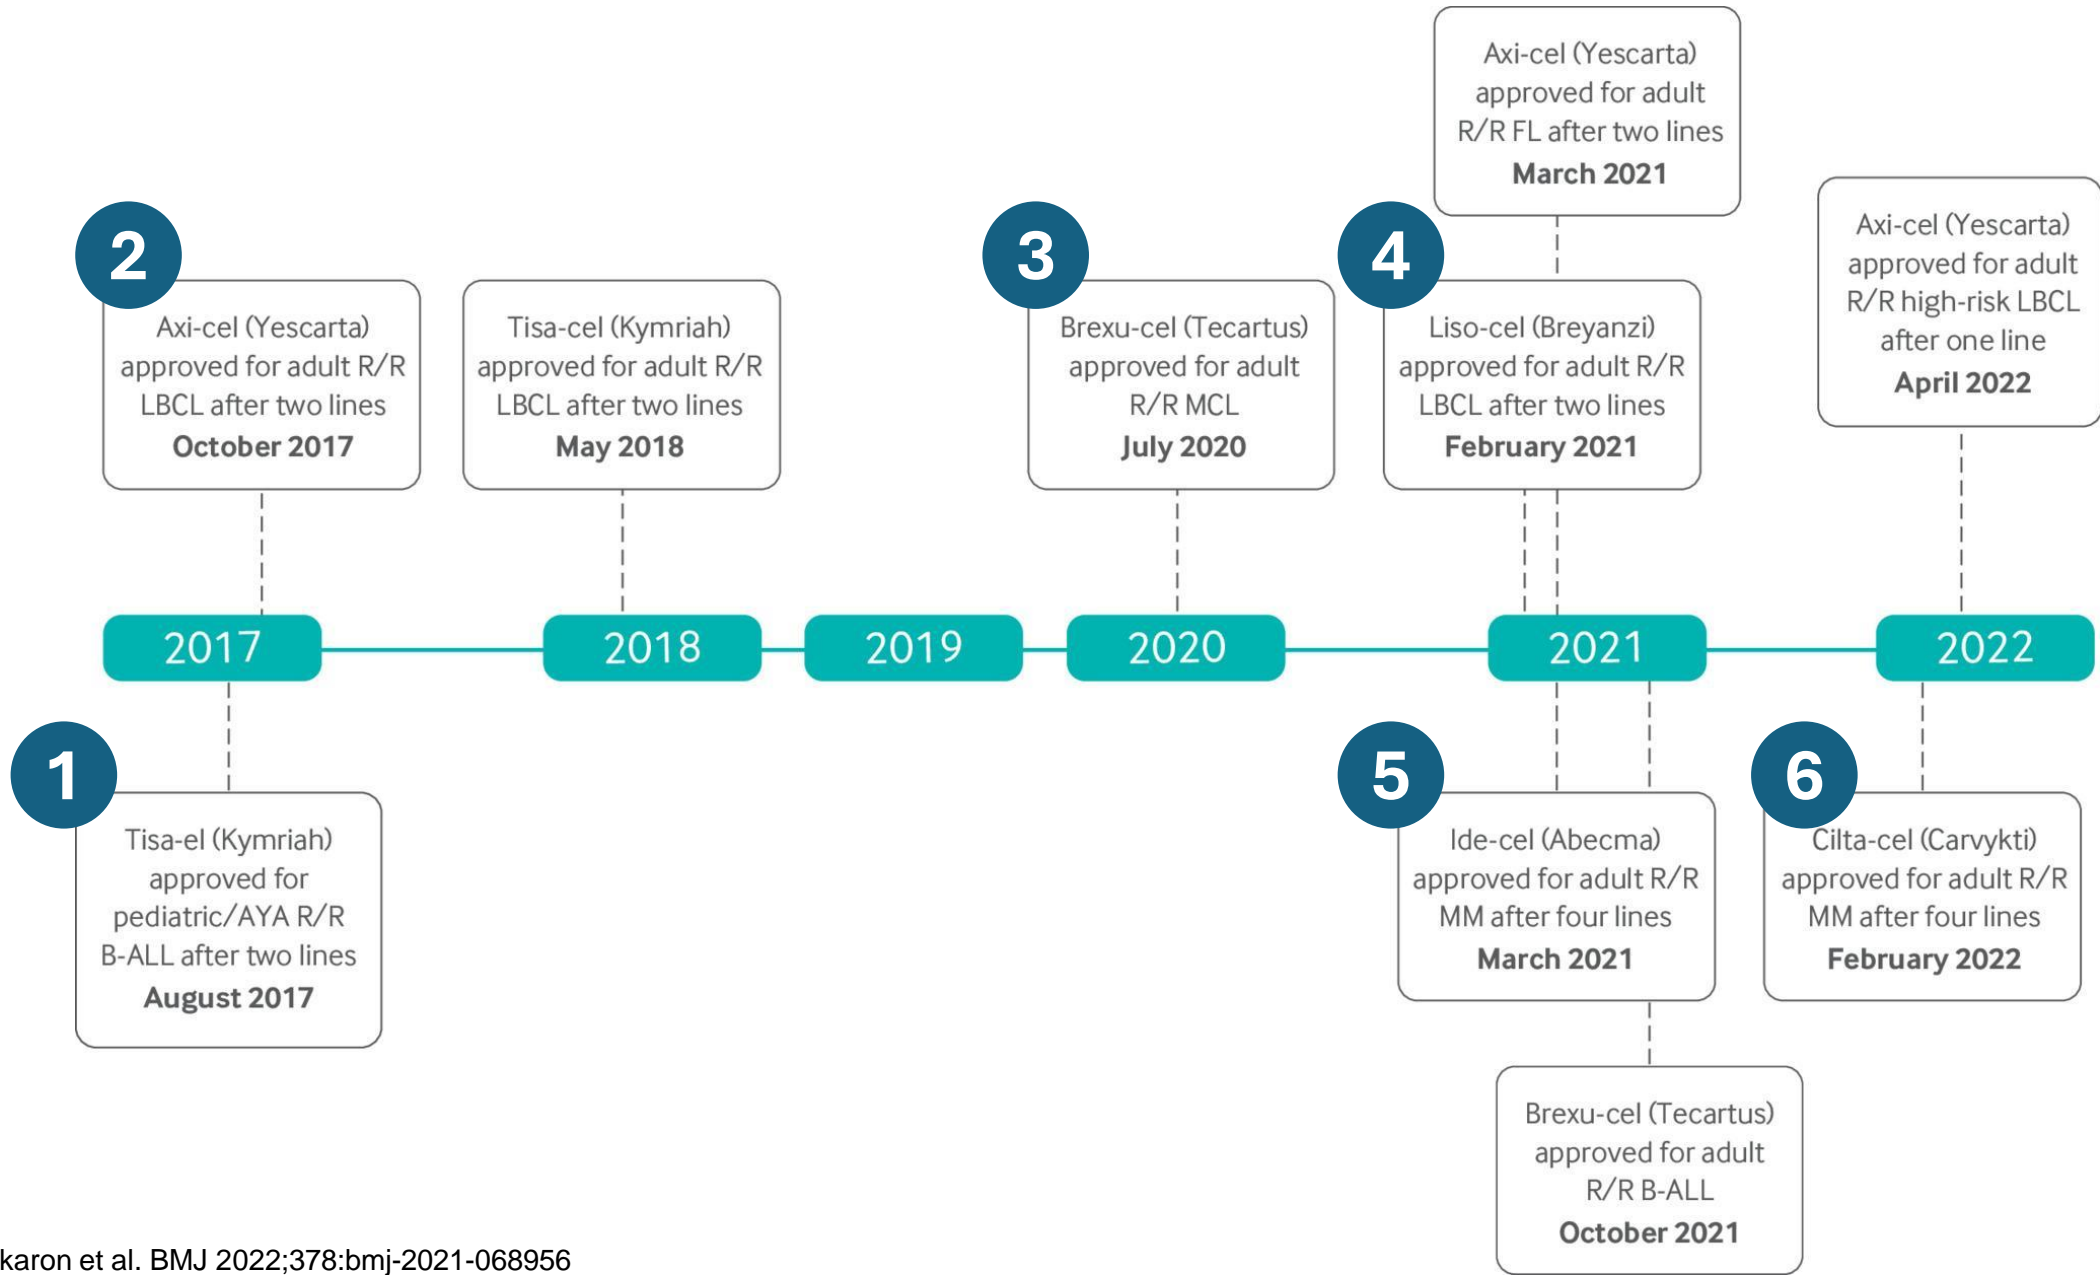 Axi-cel (Yescarta)
approved for adult
R/R FL after two lines
March 2021
Axi-cel (Yescarta)
approved for adult
R/R high-risk LBCL
after one line
April 2022
2
Axi-cel (Yescarta)
approved for adult R/R
LBCL after two lines
October 2017
Tisa-cel (Kymriah)
approved for adult R/R
LBCL after two lines
May 2018
3
Brexu-cel (Tecartus)
approved for adult
R/R MCL
July 2020
4
Liso-cel (Breyanzi)
approved for adult R/R
LBCL after two lines
February 2021
2017
2018
2019
2020
2021
2022
1
Tisa-el (Kymriah)
approved for
pediatric/AYA R/R
B-ALL after two lines
August 2017
5
Ide-cel (Abecma)
approved for adult R/R
MM after four lines
March 2021
6
Cilta-cel (Carvykti)
approved for adult R/R
MM after four lines
February 2022
Brexu-cel (Tecartus)
approved for adult
R/R B-ALL
October 2021
karon et al. BMJ 2022;378:bmj-2021-068956